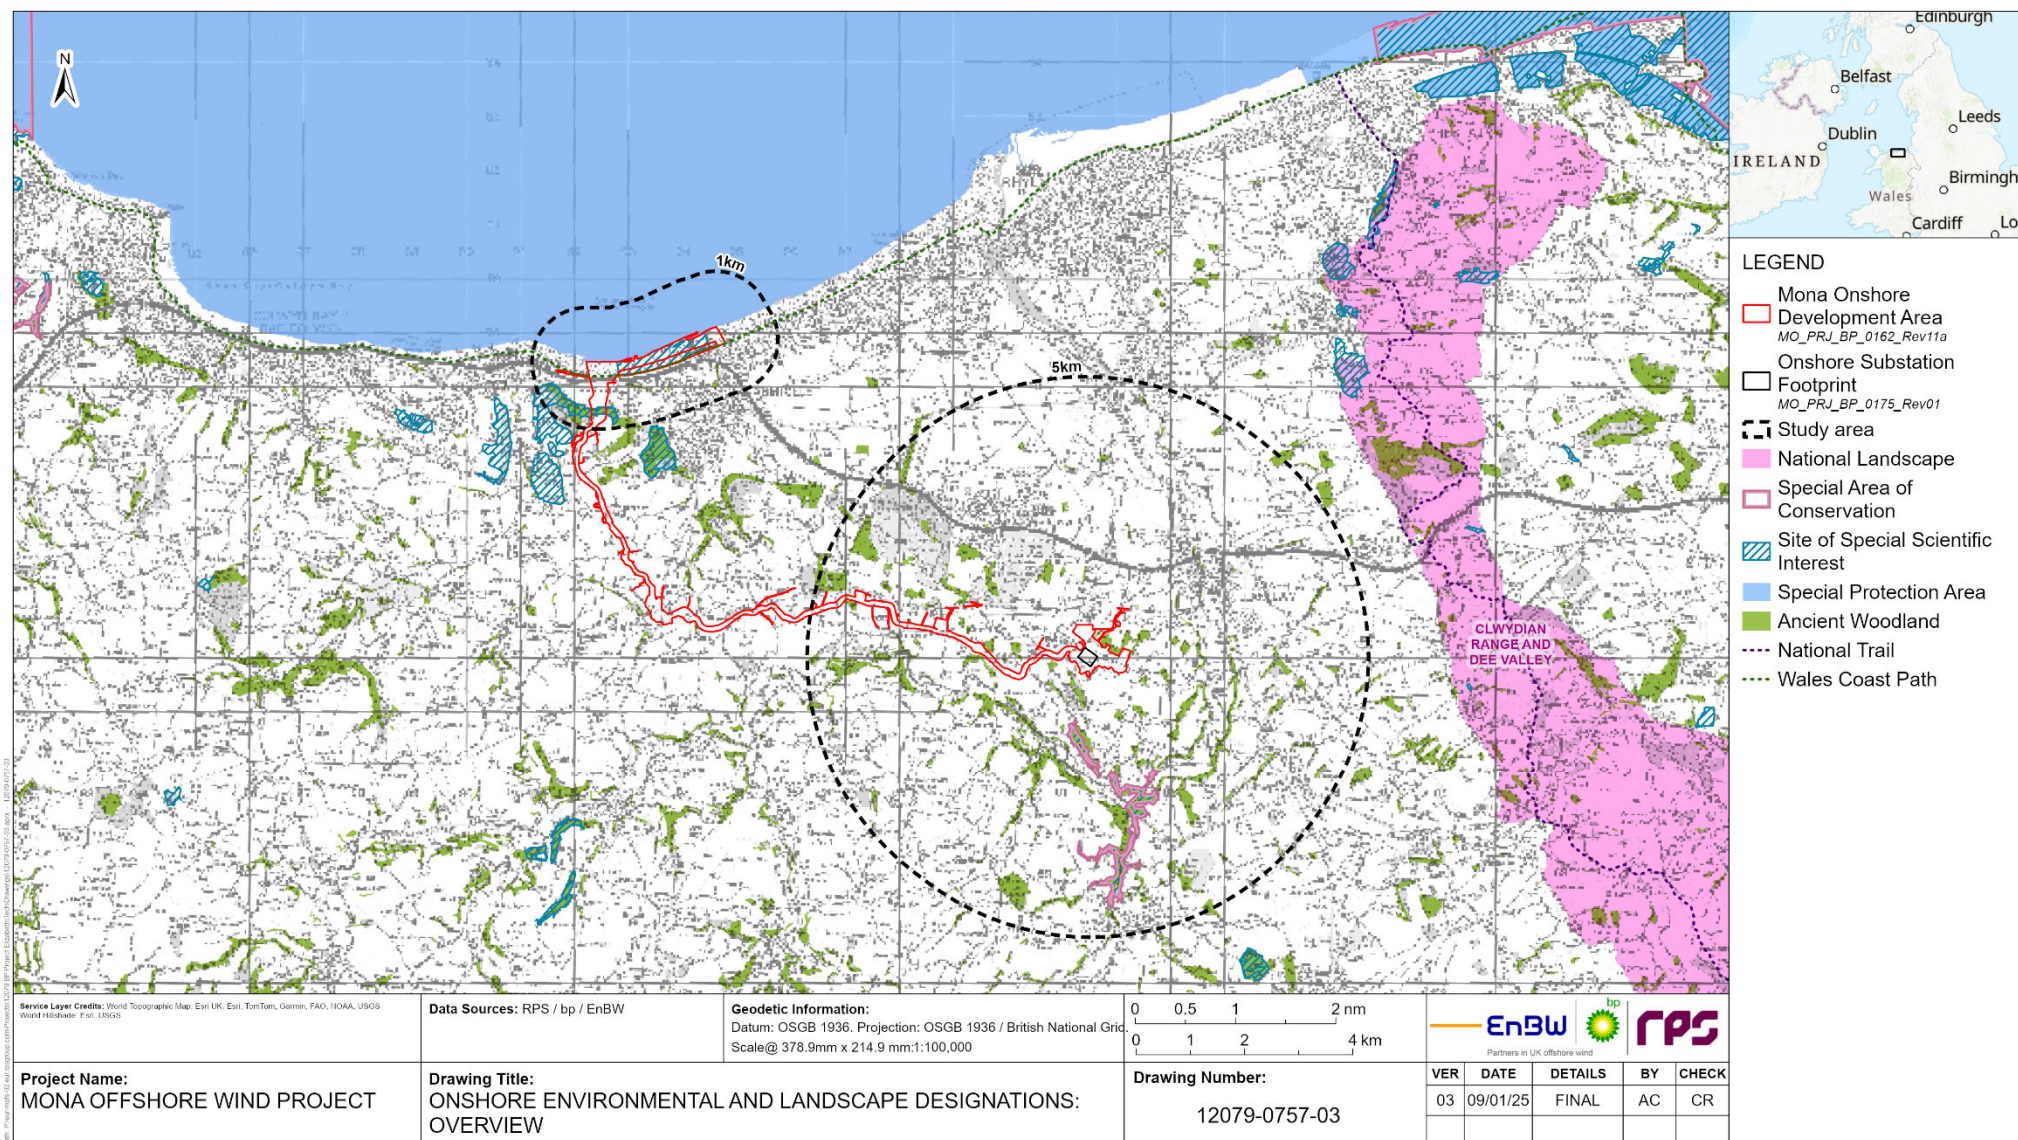 N
1km
5km
RHYL
CLWYDIAN
RANGE AND
DEE VALLEY
Edinburgh
Belfast
Leeds
Dublin
IRELAND
Birmingh
Wales
Cardiff
Lo
LEGEND
Mona Onshore
Development Area
MO_PRJ_BP_0162_Rev11a
Onshore Substation
Footprint
MO_PRJ_BP_0175_Rev01
Study area
National Landscape
Special Area of
Conservation
Site of Special Scientific
Interest
Special Protection Area
Ancient Woodland
National Trail
Wales Coast Path
Service Layer Credits: World Topographic Map: Esri UK, Esri, TomTom, Garmin, FAO, NOAA, USGS
World Hillshade: Esri, USGS
Data Sources: RPS / bp / EnBW
Geodetic Information:
Datum: OSGB 1936. Projection: OSGB 1936 / British National Grid.
Scale@ 378.9mm x 214.9 mm:1:100,000
0 0.5 1 2 nm
0 1 2 4 km
EnBW
bp
rps
Partners in UK offshore wind
Project Name:
MONA OFFSHORE WIND PROJECT
Drawing Title:
ONSHORE ENVIRONMENTAL AND LANDSCAPE DESIGNATIONS:
OVERVIEW
Drawing Number:
12079-0757-03
VER DATE DETAILS BY CHECK
03 09/01/25 FINAL AC CR